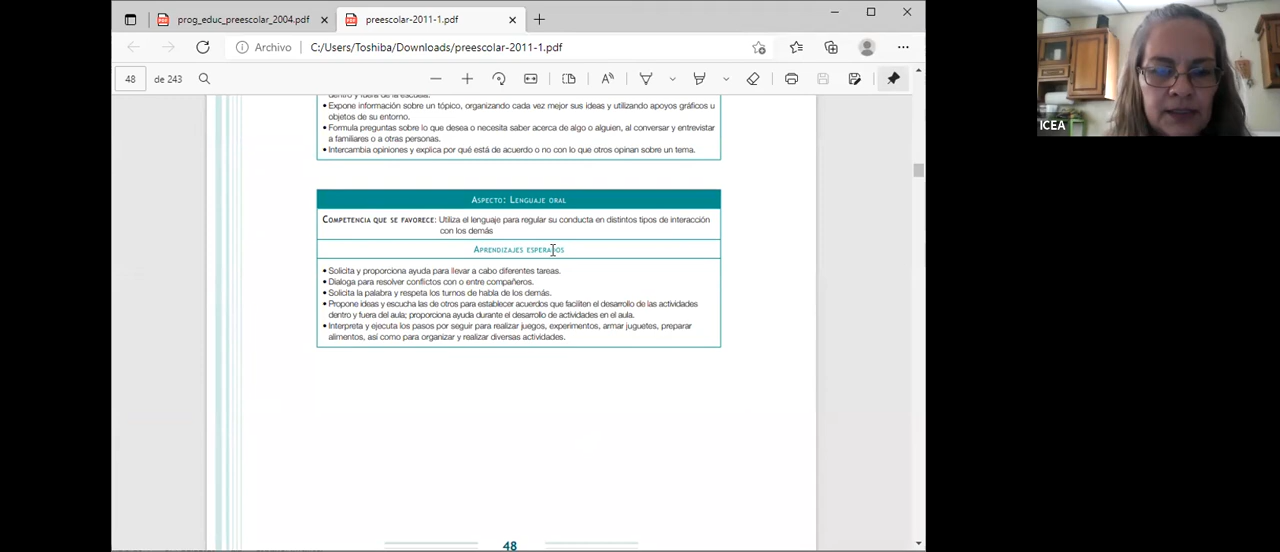 prog_educ_preescolar_2004.pdf
preescolar-2011-1.pdf
Archivo
C:/Users/Toshiba/Downloads/preescolar-2011-1.pdf
48
de 243
ICEA
dentro y fuera de la escuela.
• Expone información sobre un tópico, organizando cada vez mejor sus ideas y utilizando apoyos gráficos u
objetos de su entorno.
• Formula preguntas sobre lo que desea o necesita saber acerca de algo o alguien, al conversar y entrevistar
a familiares o a otras personas.
• Intercambia opiniones y explica por qué está de acuerdo o no con lo que otros opinan sobre un tema.
Aspecto: Lenguaje oral
Competencia que se favorece: Utiliza el lenguaje para regular su conducta en distintos tipos de interacción
con los demás
Aprendizajes esperados
• Solicita y proporciona ayuda para llevar a cabo diferentes tareas.
• Dialoga para resolver conflictos con o entre compañeros.
• Solicita la palabra y respeta los turnos de habla de los demás.
• Propone ideas y escucha las de otros para establecer acuerdos que faciliten el desarrollo de las actividades
dentro y fuera del aula; proporciona ayuda durante el desarrollo de actividades en el aula.
• Interpreta y ejecuta los pasos por seguir para realizar juegos, experimentos, armar juguetes, preparar
alimentos, así como para organizar y realizar diversas actividades.
48